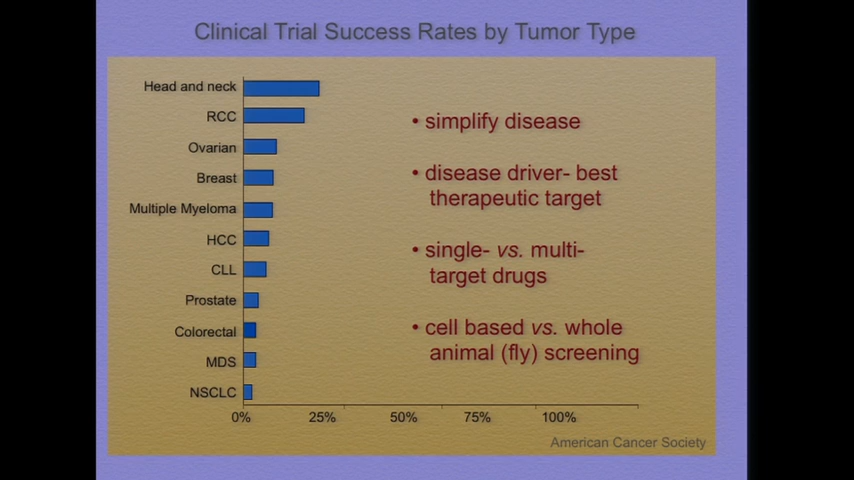 Clinical Trial Success Rates by Tumor Type
Head and neck
RCC
Ovarian
Breast
Multiple Myeloma
HCC
CLL
Prostate
Colorectal
MDS
NSCLC
0% 25% 50% 75% 100%
• simplify disease
• disease driver- best
therapeutic target
• single- vs. multi-
target drugs
• cell based vs. whole
animal (fly) screening
American Cancer Society